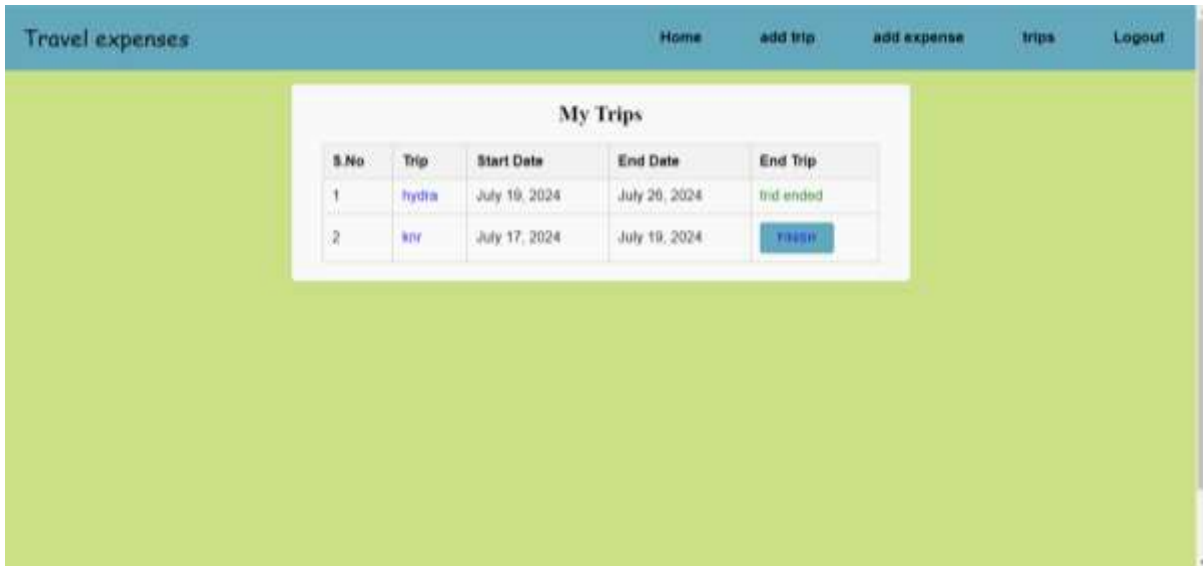 Travel expenses Home add trip add expense trips Logout
My Trips
S.No Trip Start Date End Date End Trip
1 hydra July 19, 2024 July 26, 2024 trid ended
2 knr July 17, 2024 July 19, 2024